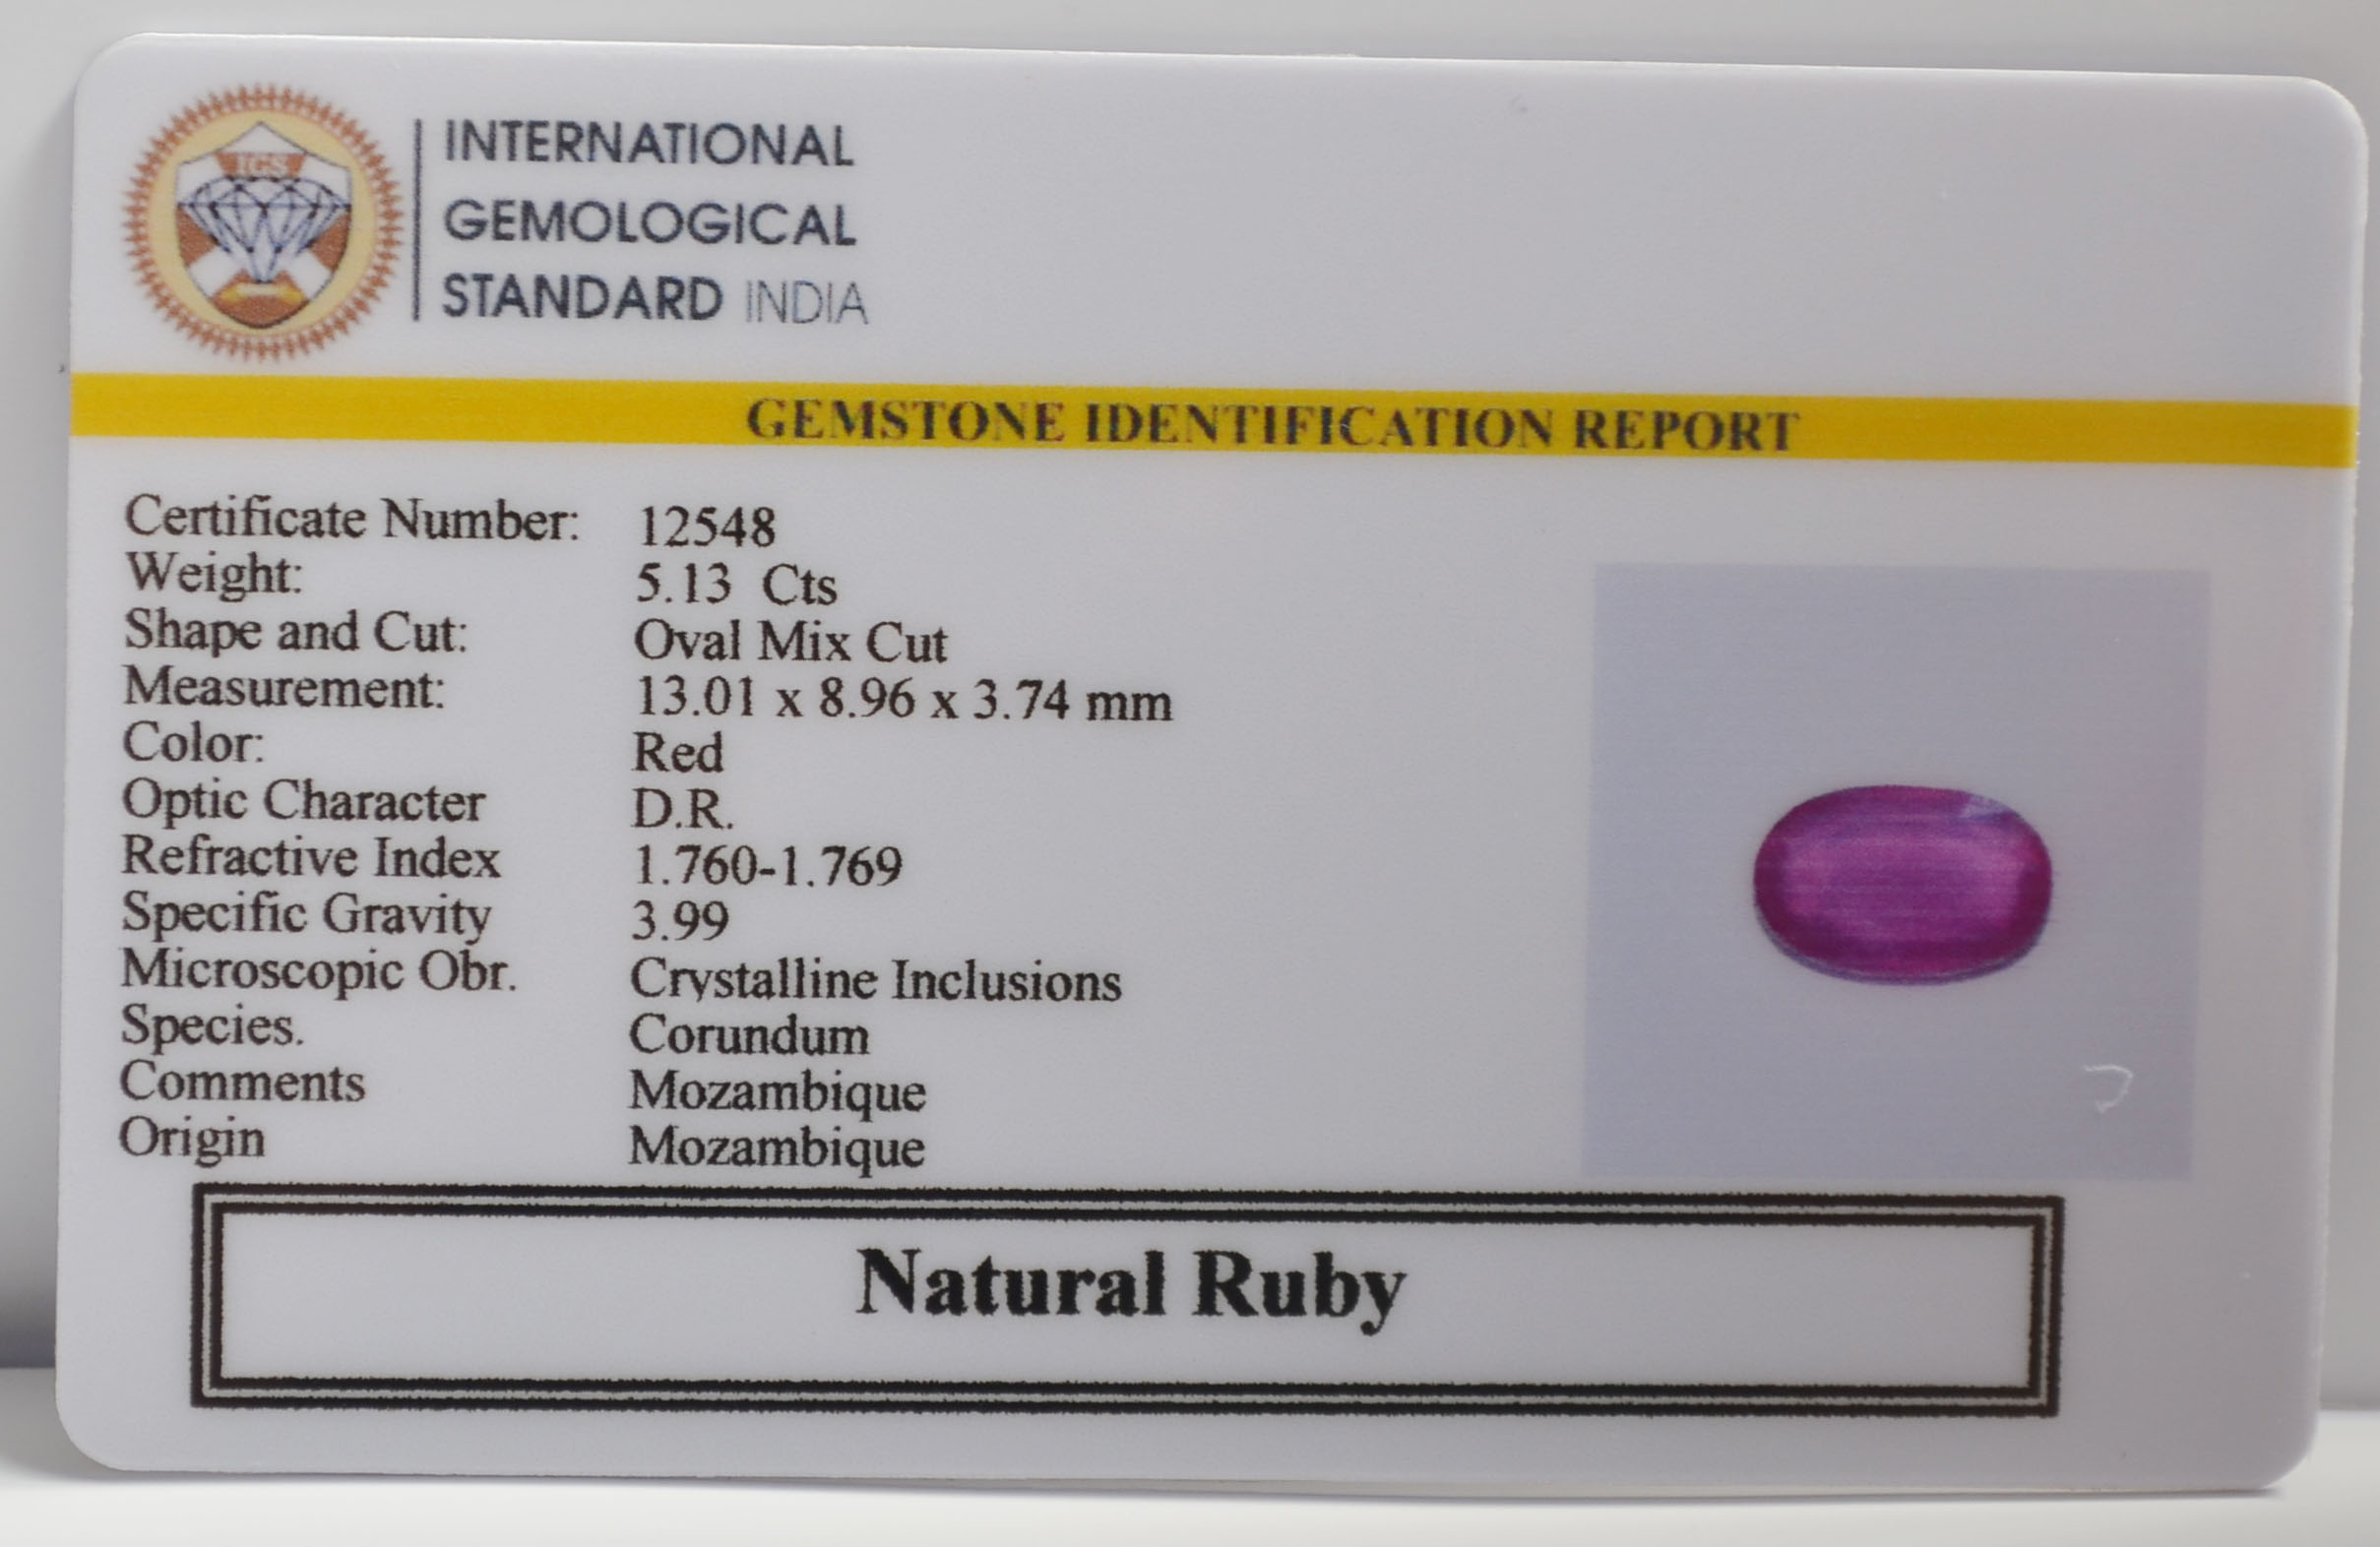 IGS
INTERNATIONAL
GEMOLOGICAL
STANDARD INDIA
GEMSTONE IDENTIFICATION REPORT
Certificate Number: 12548
Weight: 5.13 Cts
Shape and Cut: Oval Mix Cut
Measurement: 13.01 x 8.96 x 3.74 mm
Color: Red
Optic Character D.R.
Refractive Index 1.760-1.769
Specific Gravity 3.99
Microscopic Obr. Crystalline Inclusions
Species. Corundum
Comments Mozambique
Origin Mozambique
Natural Ruby